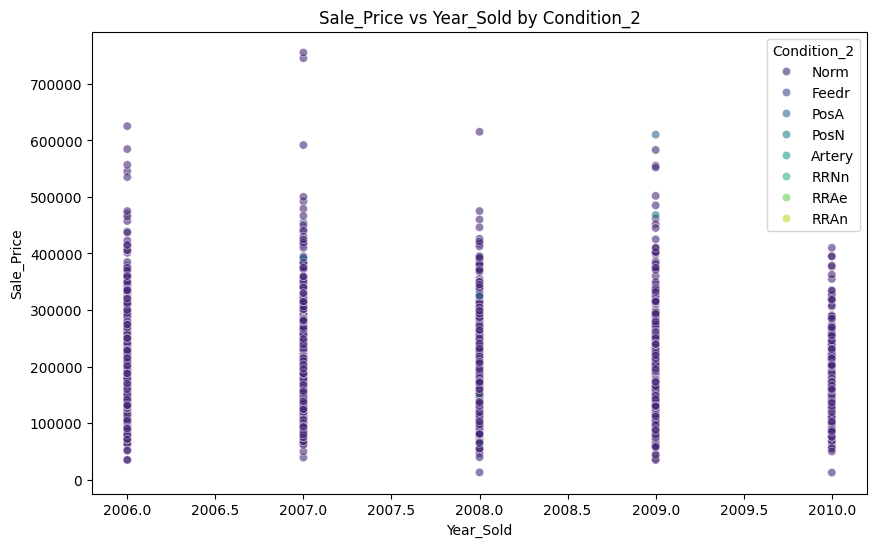 Sale_Price vs Year_Sold by Condition_2
Condition_2
Norm
Feedr
PosA
PosN
Artery
RRNn
RRAe
RRAn
Sale_Price
700000
600000
500000
400000
300000
200000
100000
0
2006.0 2006.5 2007.0 2007.5 2008.0 2008.5 2009.0 2009.5 2010.0
Year_Sold